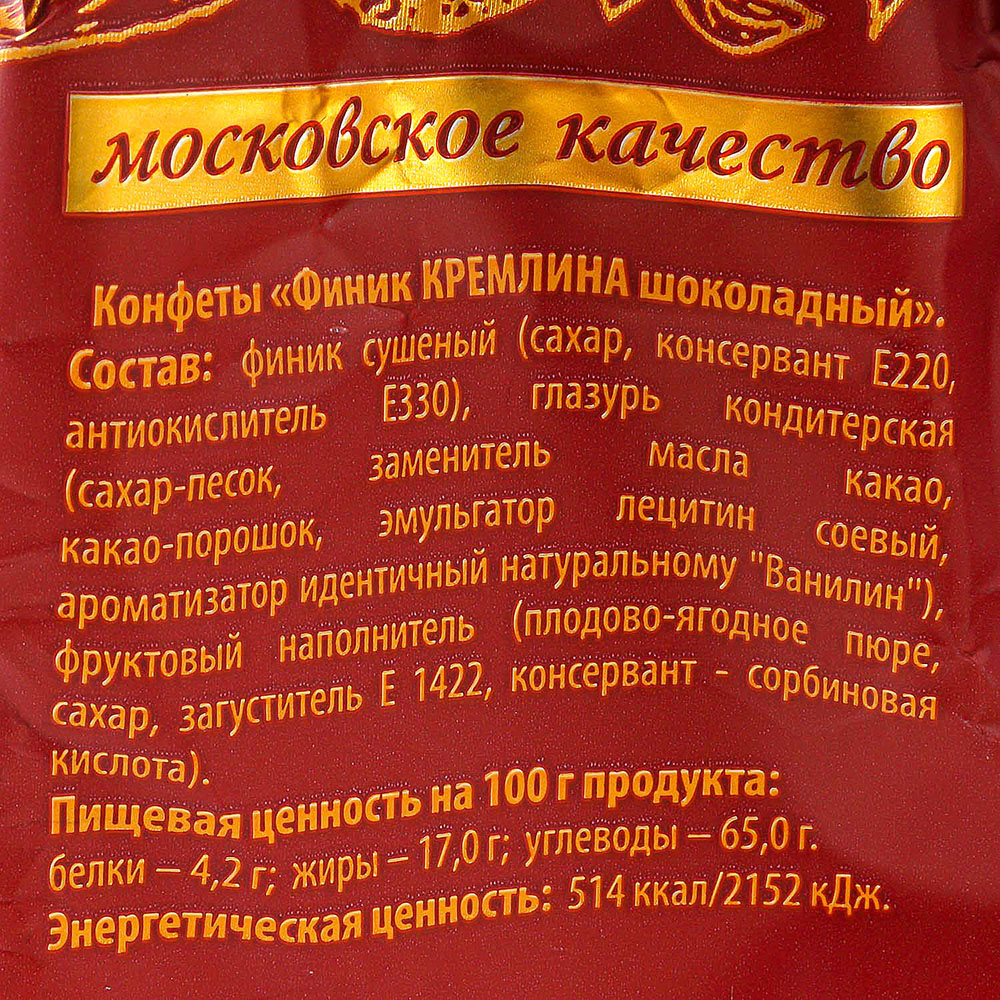 московское качество
Конфеты «Финик КРЕМЛИНА шоколадный».
Состав: финик сушеный (сахар, консервант Е220,
антиокислитель Е330), глазурь кондитерская
(сахар-песок, заменитель масла какао,
какао-порошок, эмульгатор лецитин соевый,
ароматизатор идентичный натуральному "Ванилин"),
фруктовый наполнитель (плодово-ягодное пюре,
сахар, загуститель Е 1422, консервант - сорбиновая
кислота).
Пищевая ценность на 100 г продукта:
белки – 4,2 г; жиры – 17,0 г; углеводы – 65,0 г.
Энергетическая ценность: 514 ккал/2152 кДж.